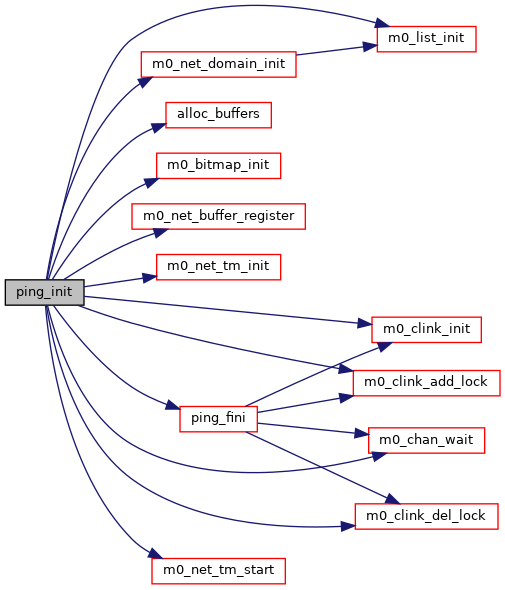 m0_list_init
m0_net_domain_init
alloc_buffers
m0_bitmap_init
m0_net_buffer_register
m0_net_tm_init
ping_init
m0_clink_init
m0_clink_add_lock
ping_fini
m0_chan_wait
m0_clink_del_lock
m0_net_tm_start